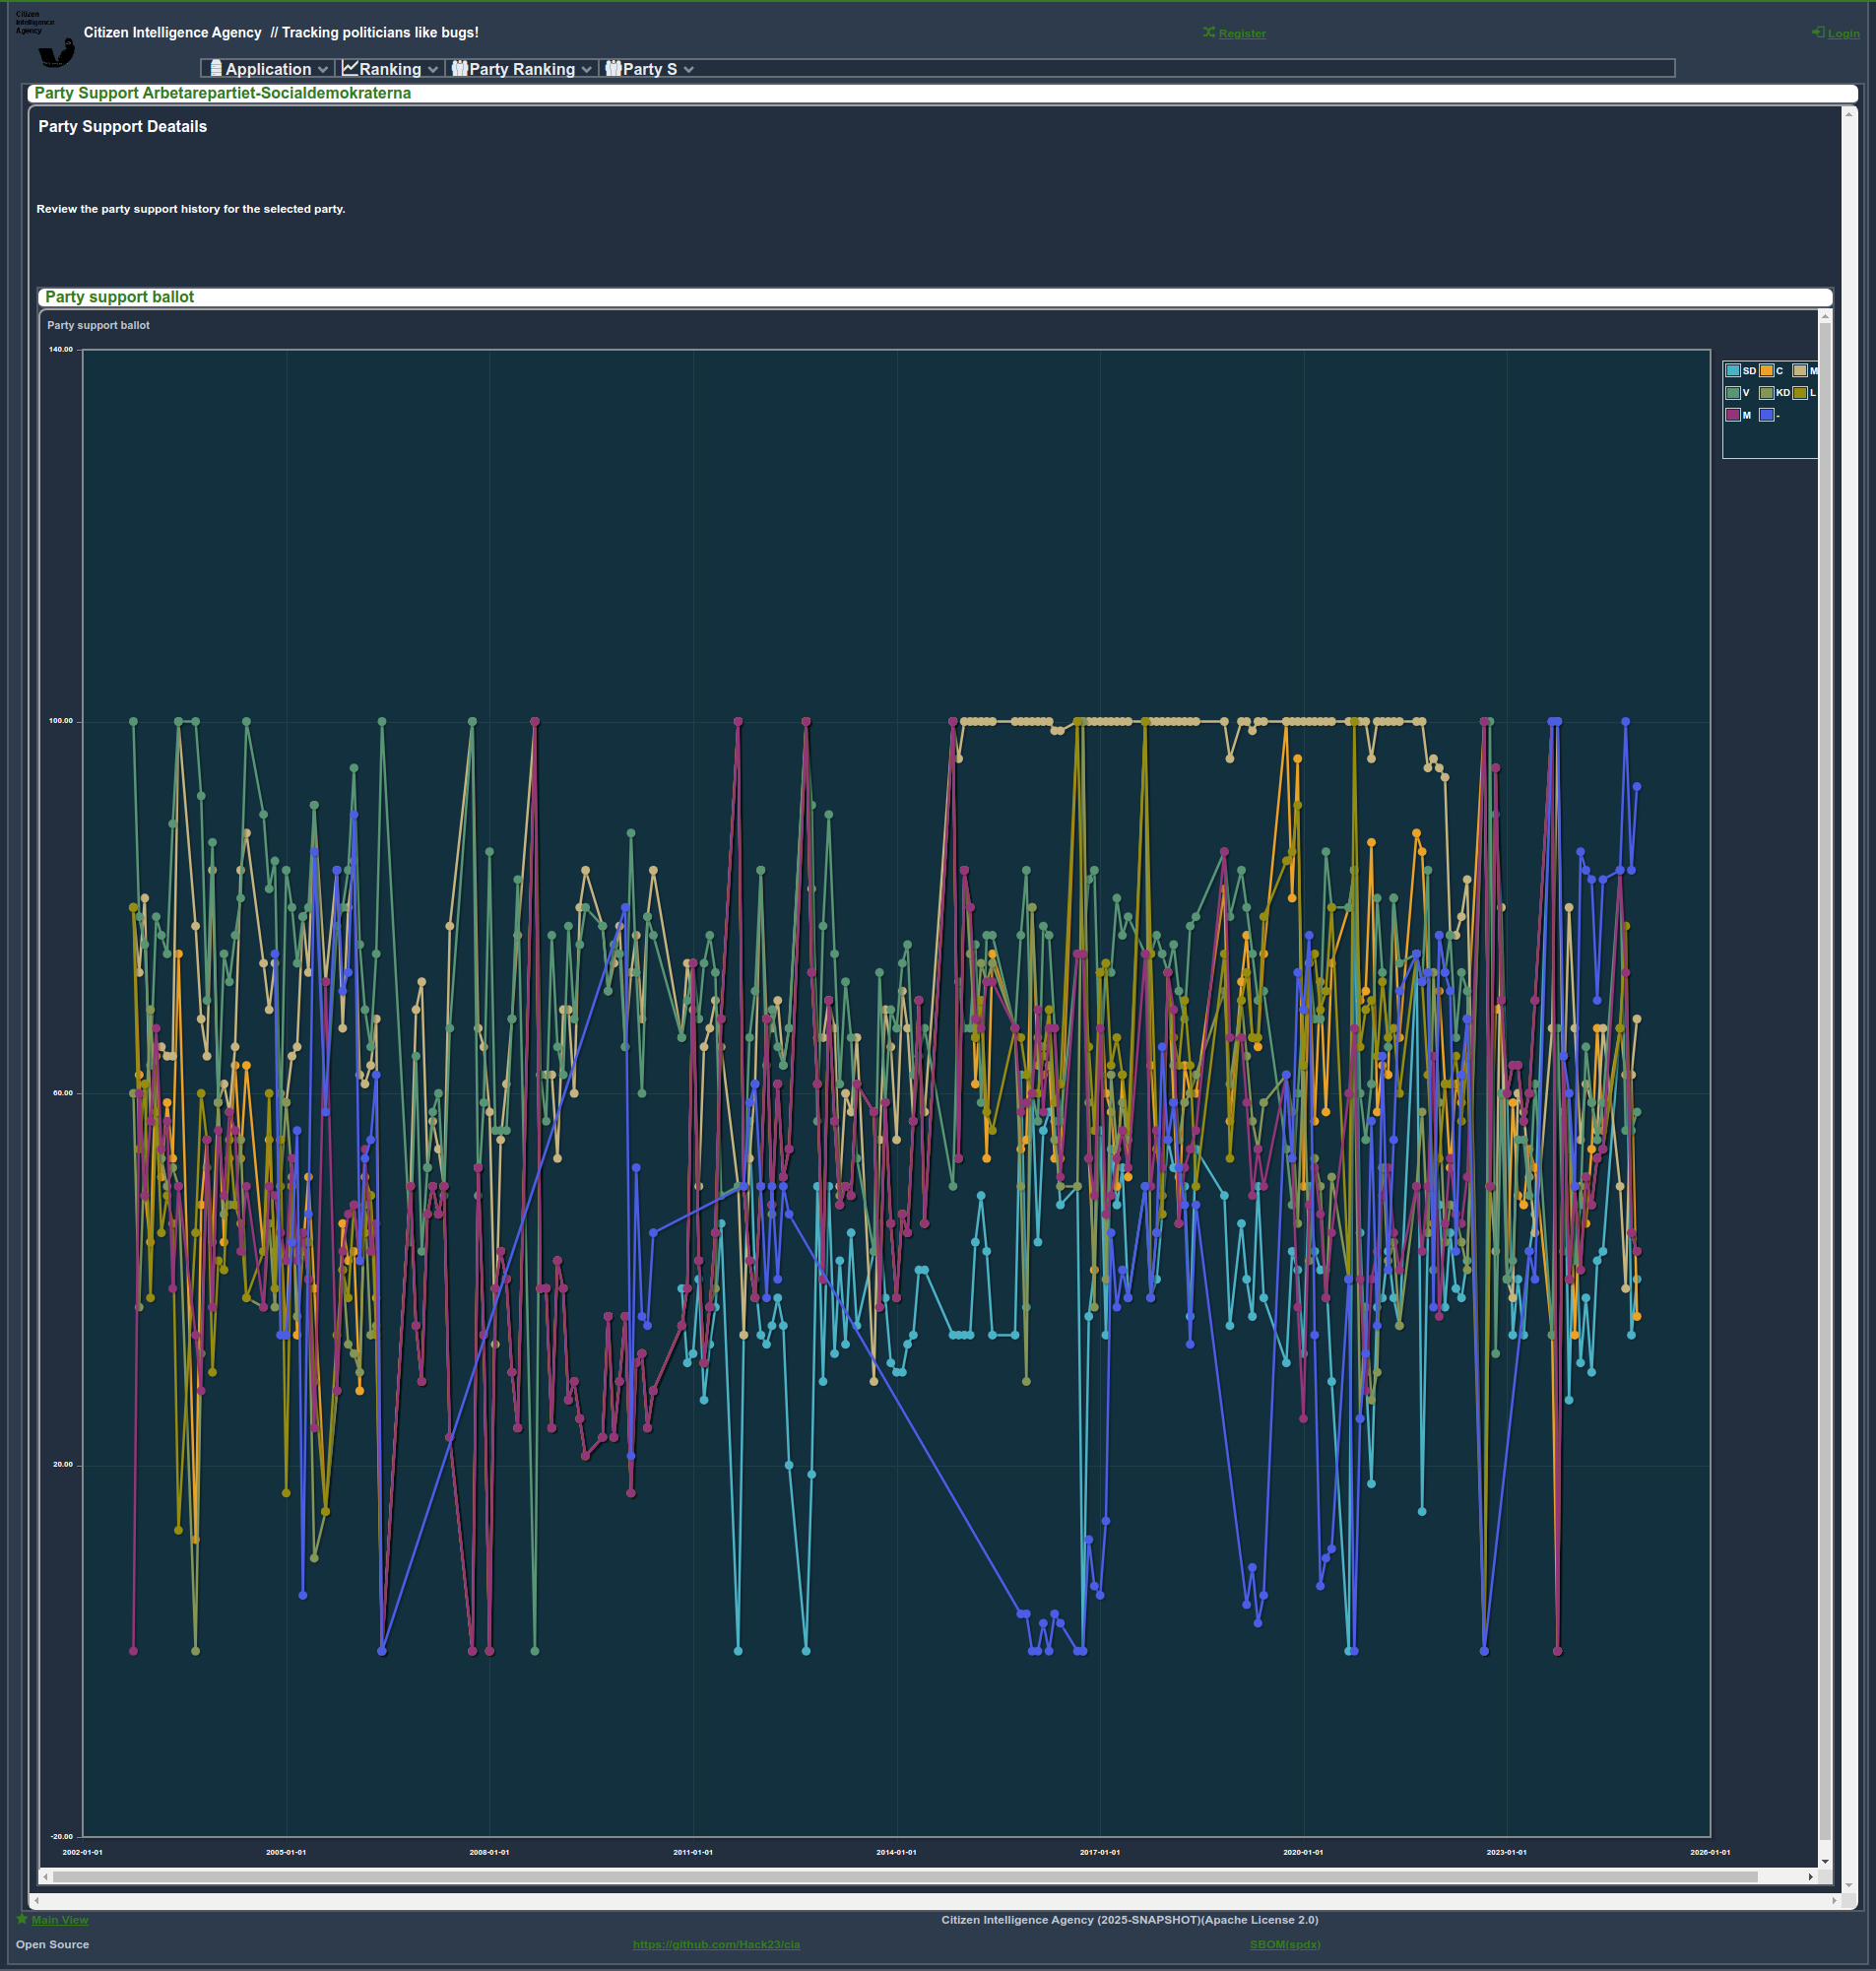 Citizen
Intelligence
Agency
Citizen Intelligence Agency // Tracking politicians like bugs!
Register
Login
Application
Ranking
Party Ranking
Party S
Party Support Arbetarepartiet-Socialdemokraterna
Party Support Deatails
Review the party support history for the selected party.
Party support ballot
Party support ballot
140.00
100.00
60.00
20.00
-20.00
SD C M
V KD L
M -
2002-01-01 2005-01-01 2008-01-01 2011-01-01 2014-01-01 2017-01-01 2020-01-01 2023-01-01 2026-01-01
Main View
Citizen Intelligence Agency (2025-SNAPSHOT)(Apache License 2.0)
Open Source
https://github.com/Hack23/cia
SBOM(spdx)